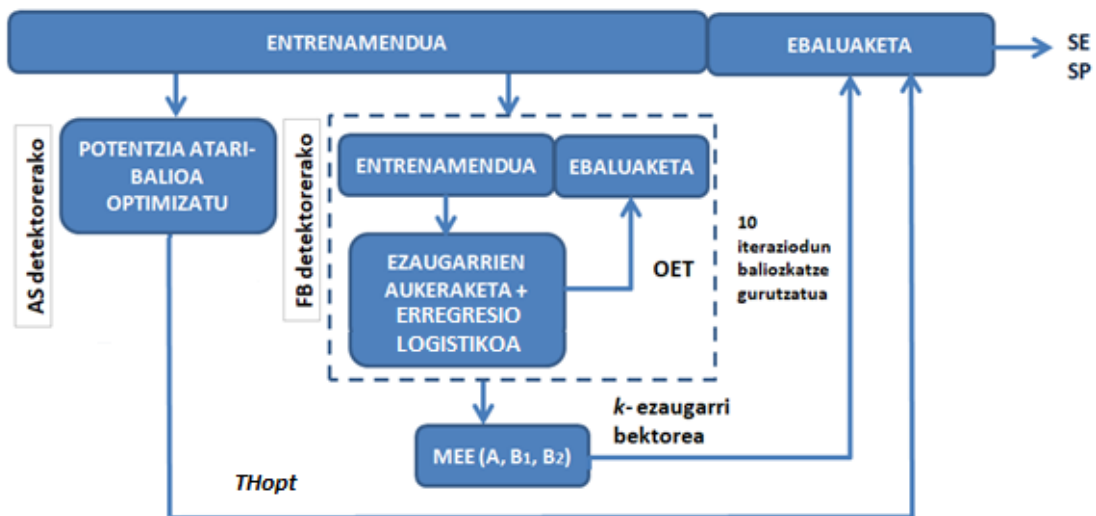 ENTRENAMENDUA
EBALUAKETA
SE
SP
AS detektorerako
POTENTZIA ATARI-
BALIOA
OPTIMIZATU
FB detektorerako
ENTRENAMENDUA
EBALUAKETA
EZAUGARRIEN
AUKERAKETA +
ERREGRESIO
LOGISTIKOA
OET
10
iteraziodun
baliozkatze
gurutzatua
k- ezaugarri
bektorea
MEE (A, B1, B2)
THopt